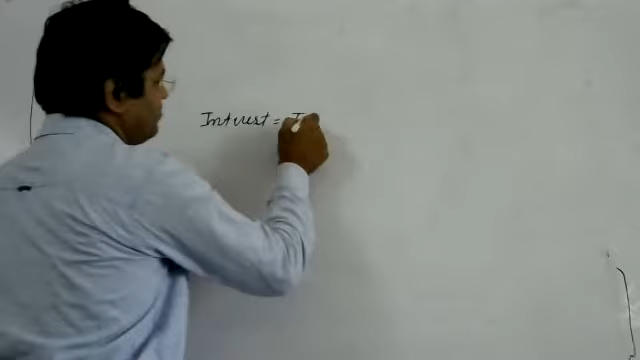 Interest = I